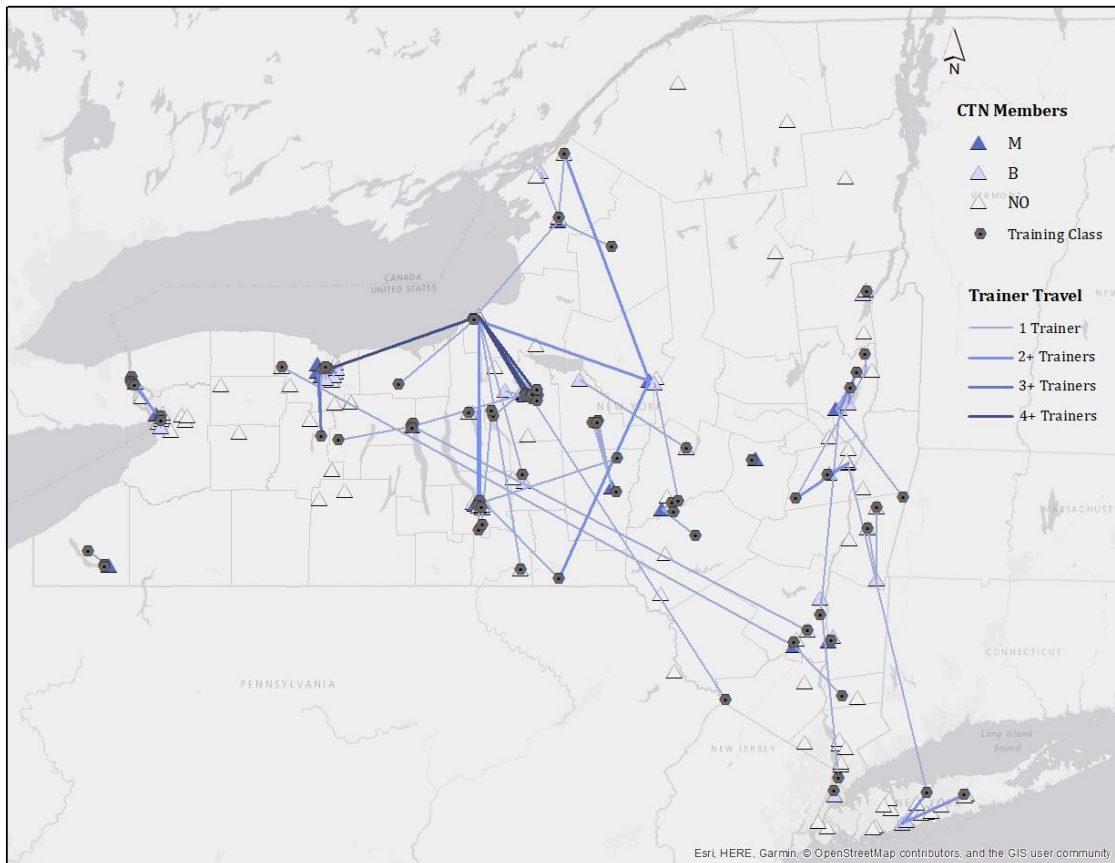 N
CTN Members
M
B
VERMONT
NO
Training Class
CANADA
UNITED STATES
Trainer Travel
1 Trainer
2+ Trainers
3+ Trainers
NEW YORK
4+ Trainers
CONNECTICUT
PENNSYLVANIA
Long Island
Sound
NEW JERSEY
Esri, HERE, Garmin, © OpenStreetMap contributors, and the GIS user community